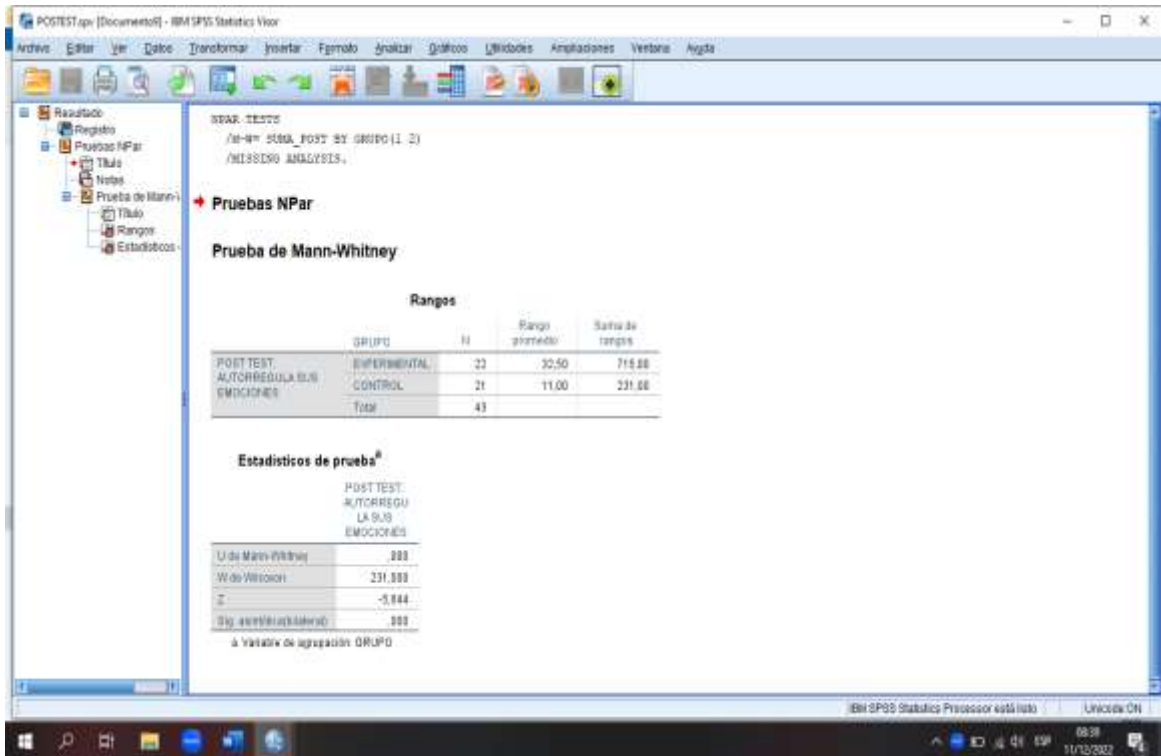 POSTEST.spv [Documento9] - IBM SPSS Statistics Visor
Archivo Editar Ver Datos Transformar Insertar Formato Analizar Gráficos Utilidades Ampliaciones Ventana Ayuda
Resultado
Registro
Pruebas NPar
Título
Notas
Prueba de Mann-
Título
Rangos
Estadísticos
NPAR TESTS
/M-W= SUMA_POST BY GRUPO(1 2)
/MISSING ANALYSIS.
Pruebas NPar
Prueba de Mann-Whitney
Rangos
GRUPO N Rango promedio Suma de rangos
POST TEST. AUTORREGULA SUS EMOCIONES
EXPERIMENTAL 22 32,50 715,00
CONTROL 21 11,00 231,00
Total 43
Estadísticos de prueba a
POST TEST.
AUTORREGU
LA SUS
EMOCIONES
U de Mann-Whitney ,000
W de Wilcoxon 231,000
Z
Sig. asintótica(bilateral) ,000
a. Variable de agrupación: GRUPO
IBM SPSS Statistics Processor está listo Unicode ON
ESP
08:39
11/12/2022